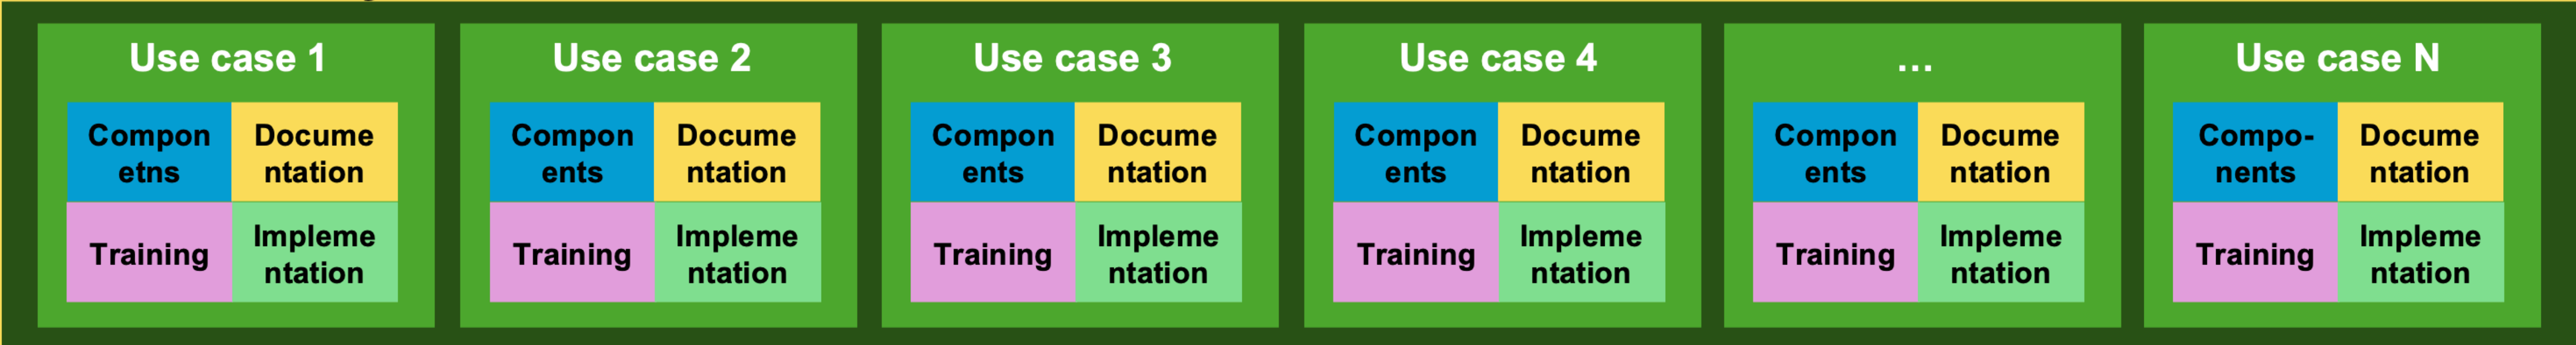 Use case 1
Compon
etns
Docume
ntation
Training
Impleme
ntation
Use case 2
Compon
ents
Docume
ntation
Training
Impleme
ntation
Use case 3
Compon
ents
Docume
ntation
Training
Impleme
ntation
Use case 4
Compon
ents
Docume
ntation
Training
Impleme
ntation
...
Compon
ents
Docume
ntation
Training
Impleme
ntation
Use case N
Compo-
nents
Docume
ntation
Training
Impleme
ntation